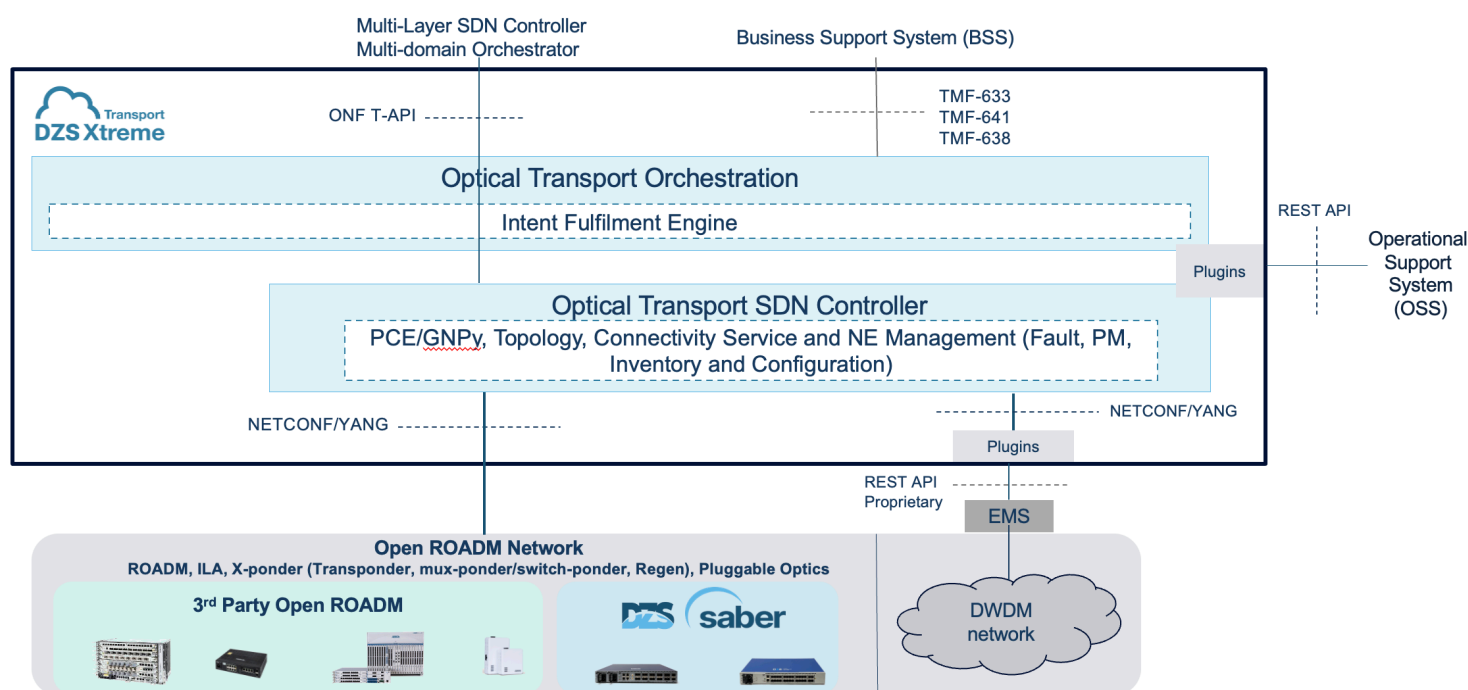 Multi-Layer SDN Controller
Multi-domain Orchestrator
Business Support System (BSS)
Transport
DZS Xtreme
ONF T-API
TMF-633
TMF-641
TMF-638
Optical Transport Orchestration
Intent Fulfilment Engine
REST API
Operational
Support
System
(OSS)
Plugins
Optical Transport SDN Controller
PCE/GNPy, Topology, Connectivity Service and NE Management (Fault, PM,
Inventory and Configuration)
NETCONF/YANG
NETCONF/YANG
Plugins
REST API
Proprietary
EMS
Open ROADM Network
ROADM, ILA, X-ponder (Transponder, mux-ponder/switch-ponder, Regen), Pluggable Optics
3rd Party Open ROADM
DZS saber
DWDM
network